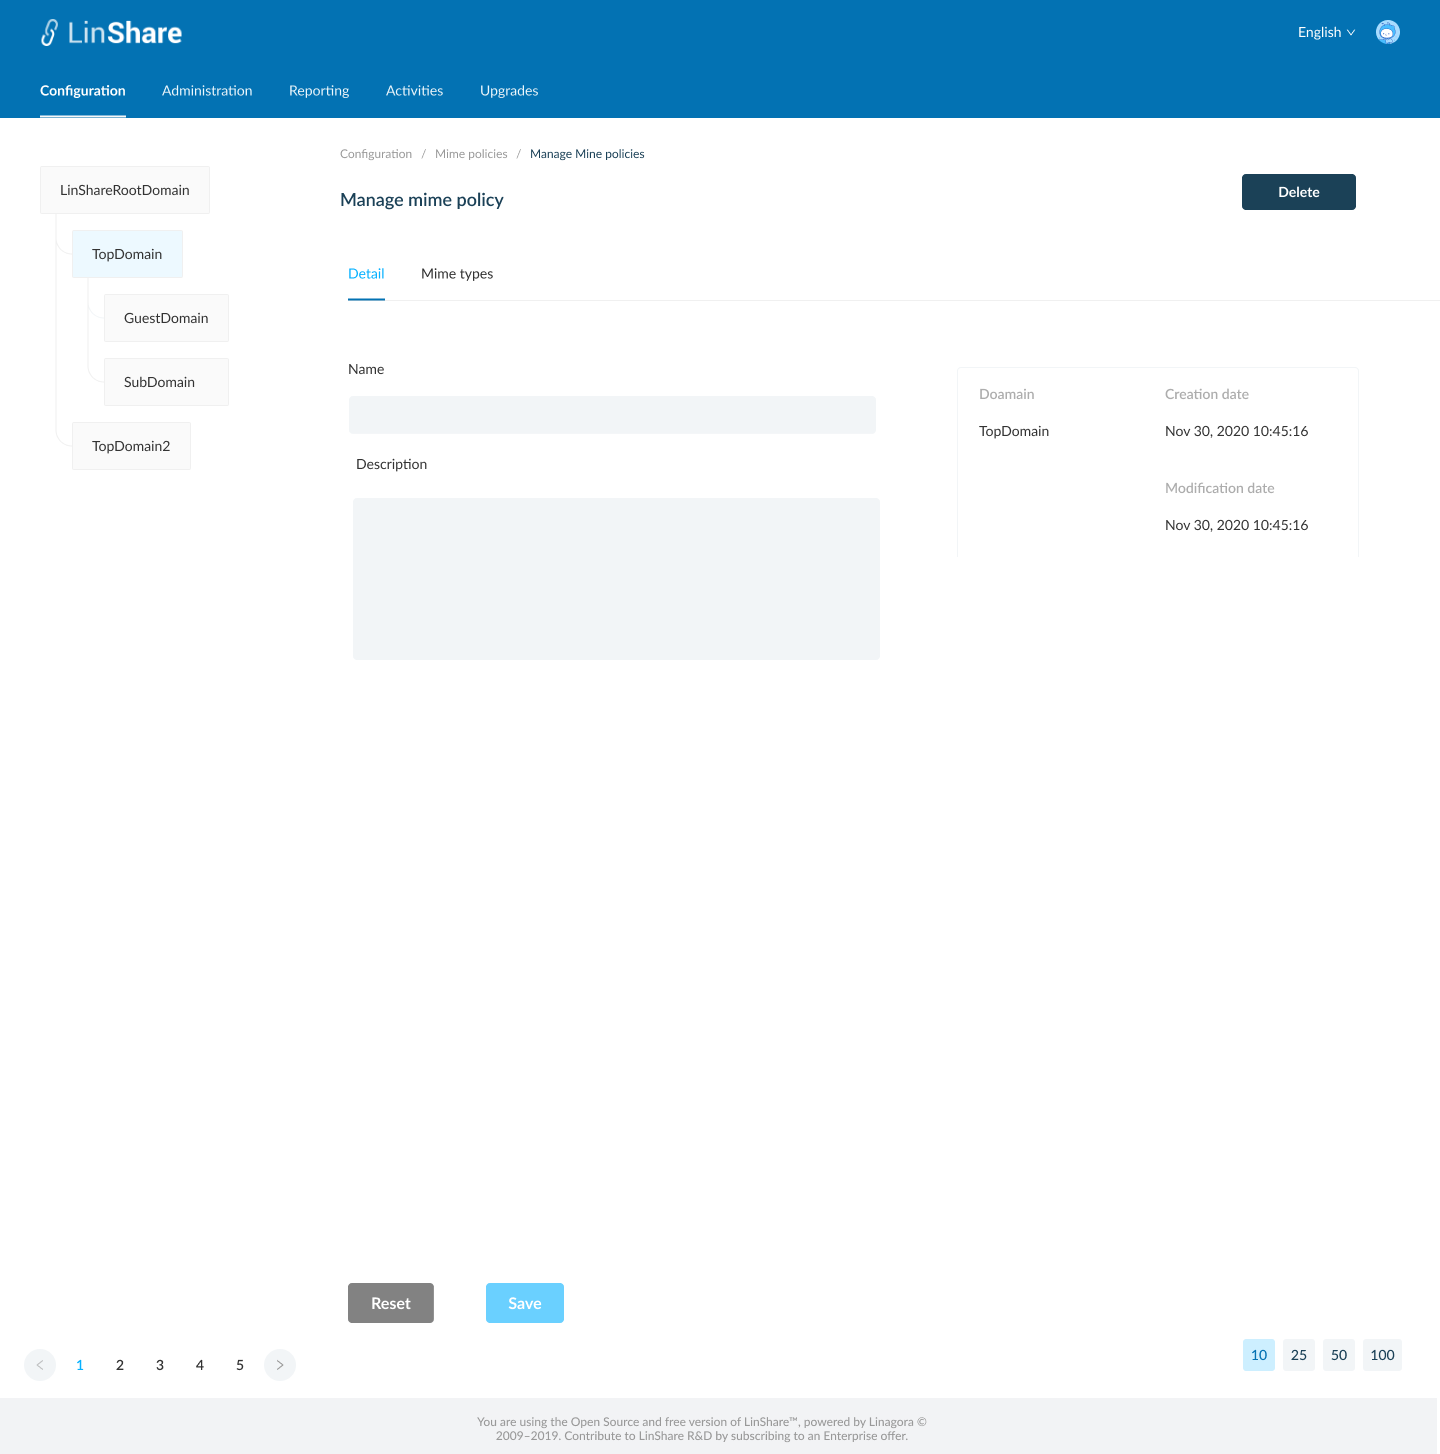 LinShare
English
Configuration Administration Reporting Activities Upgrades
Configuration / Mime policies / Manage Mine policies
LinShareRootDomain
TopDomain
GuestDomain
SubDomain
TopDomain2
Manage mime policy
Delete
Detail Mime types
Name
Description
Doamain
TopDomain
Creation date
Nov 30, 2020 10:45:16
Modification date
Nov 30, 2020 10:45:16
Reset Save
< 1 2 3 4 5 >
10 25 50 100
You are using the Open Source and free version of LinShare™, powered by Linagora ©
2009–2019. Contribute to LinShare R&D by subscribing to an Enterprise offer.